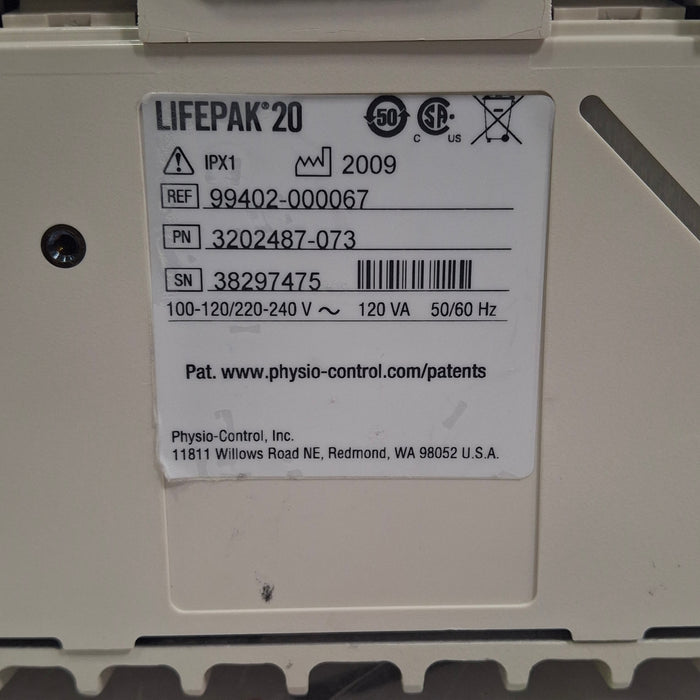 LIFEPAK® 20
50
SA®
C US
IPX1
2009
REF 99402-000067
PN 3202487-073
SN 38297475
100-120/220-240 V ~ 120 VA 50/60 Hz
Pat. www.physio-control.com/patents
Physio-Control, Inc.
11811 Willows Road NE, Redmond, WA 98052 U.S.A.